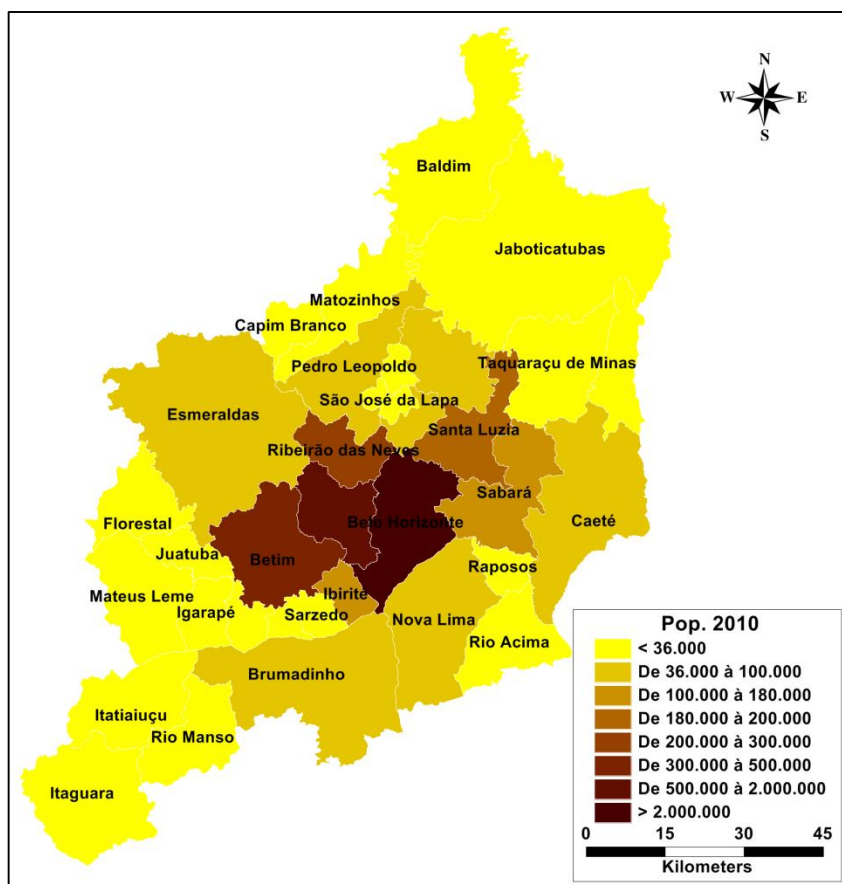 N
W E
S
Baldim
Jaboticatubas
Matozinhos
Capim Branco
Pedro Leopoldo
Taquaraçu de Minas
São José da Lapa
Esmeraldas
Santa Luzia
Ribeirão das Neves
Sabará
Belo Horizonte
Caeté
Florestal
Juatuba
Betim
Raposos
Mateus Leme
Ibirite
Igarapé
Sarzedo
Nova Lima
Rio Acima
Brumadinho
Itatiaiuçu
Rio Manso
Itaguara
Pop. 2010
< 36.000
De 36.000 à 100.000
De 100.000 à 180.000
De 180.000 à 200.000
De 200.000 à 300.000
De 300.000 à 500.000
De 500.000 à 2.000.000
> 2.000.000
0 15 30 45
Kilometers